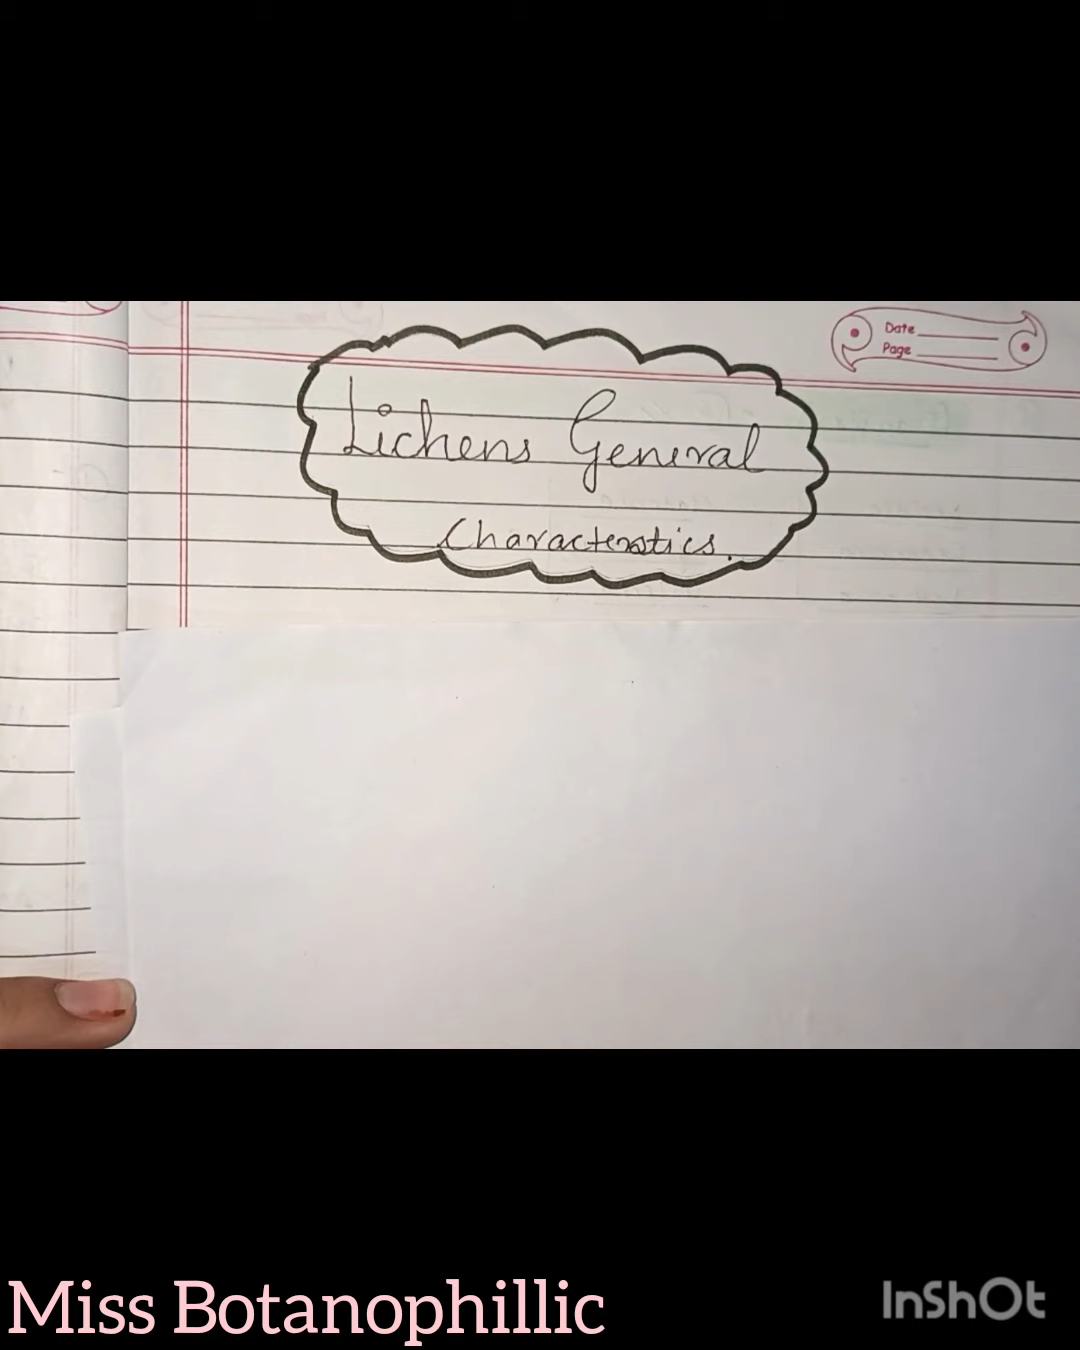 Date
Page
Lichens General
Characteristics.
Miss Botanophillic
InShOt